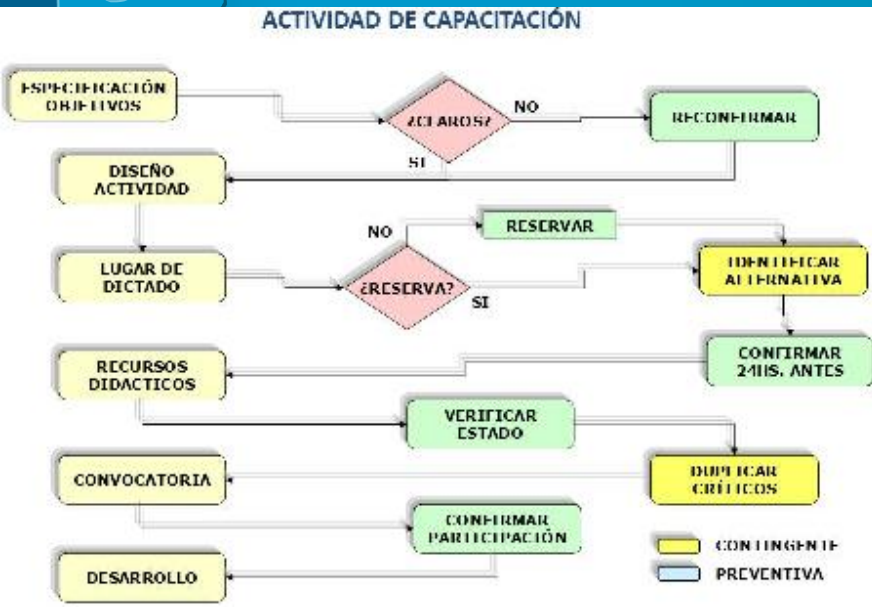 ACTIVIDAD DE CAPACITACIÓN
ESPECIFICACIÓN
OBJETIVOS
¿CLAROS?
NO
RECONFIRMAR
SI
DISEÑO
ACTIVIDAD
NO
RESERVAR
LUGAR DE
DICTADO
¿RESERVA?
SI
IDENTIFICAR
ALTERNATIVA
RECURSOS
DIDACTICOS
CONFIRMAR
24HS. ANTES
VERIFICAR
ESTADO
CONVOCATORIA
DUPLICAR
CRÍTICOS
CONFIRMAR
PARTICIPACIÓN
DESARROLLO
CONTINGENTE
PREVENTIVA